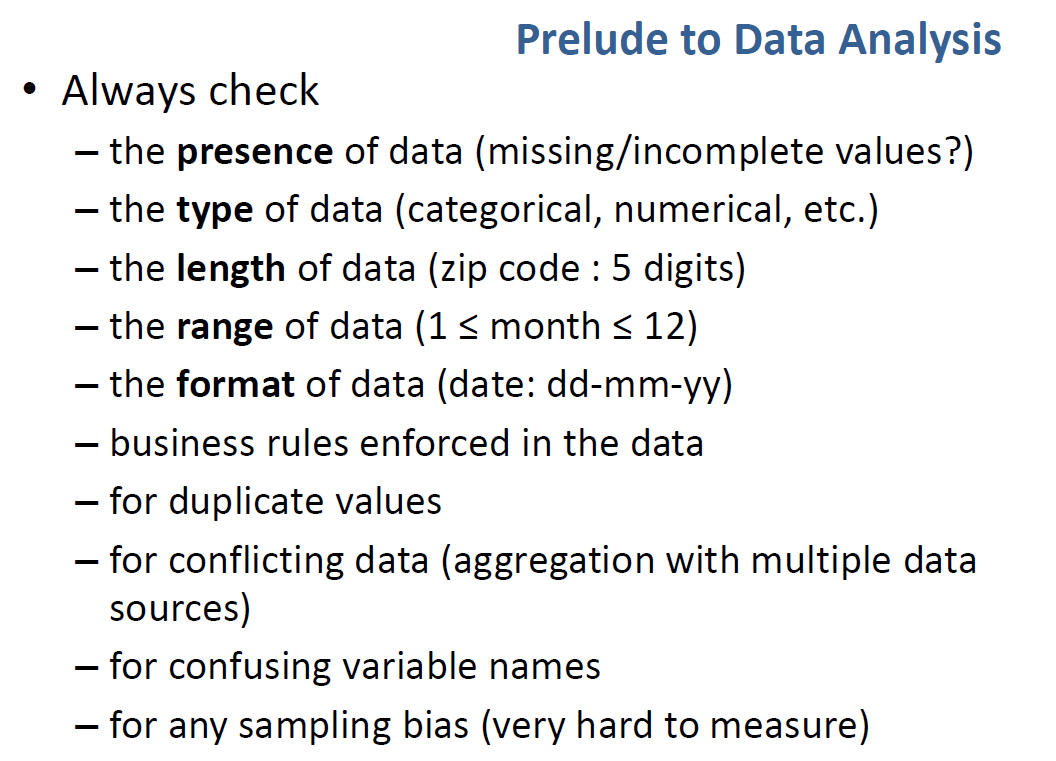 Prelude to Data Analysis
• Always check
– the presence of data (missing/incomplete values?)
– the type of data (categorical, numerical, etc.)
– the length of data (zip code : 5 digits)
– the range of data (1 ≤ month ≤ 12)
– the format of data (date: dd-mm-yy)
– business rules enforced in the data
– for duplicate values
– for conflicting data (aggregation with multiple data
sources)
– for confusing variable names
– for any sampling bias (very hard to measure)